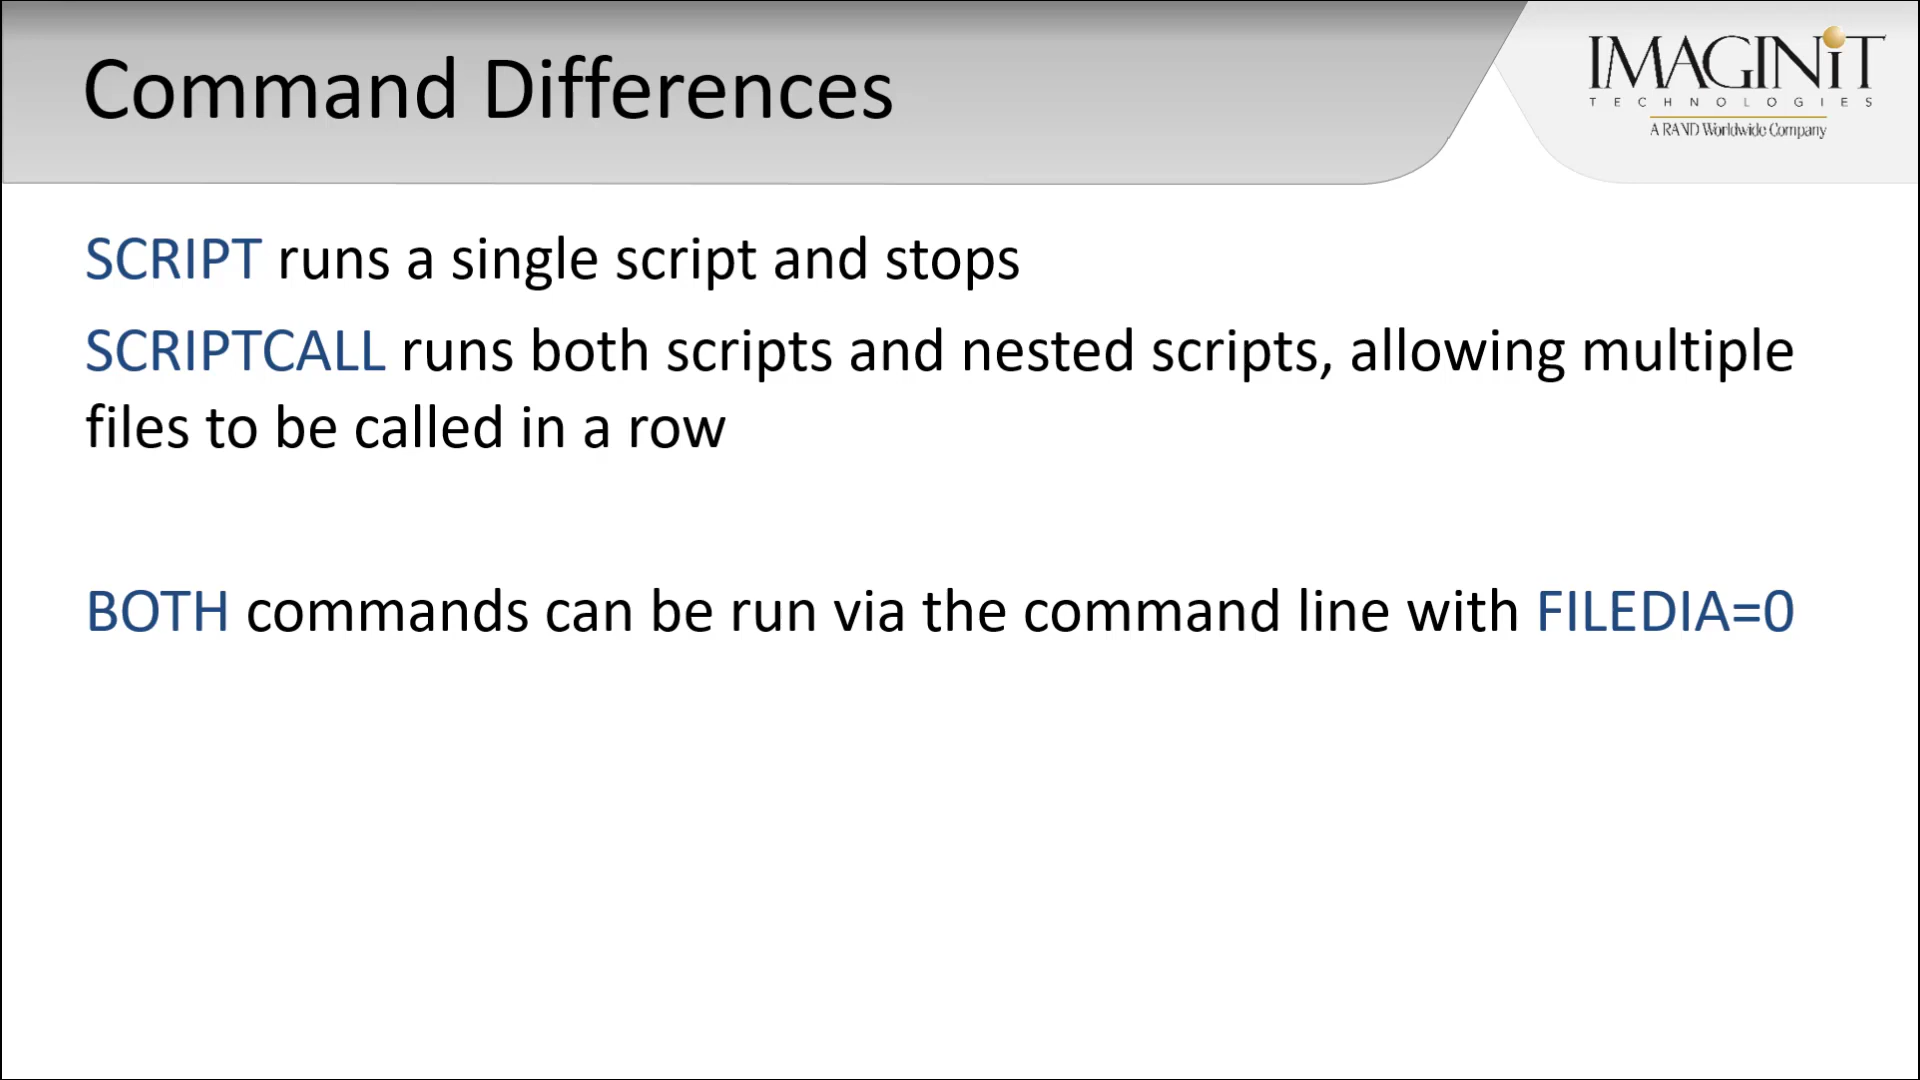 Command Differences
IMAGINiT
TECHNOLOGIES
A RAND Worldwide Company
SCRIPT runs a single script and stops
SCRIPTCALL runs both scripts and nested scripts, allowing multiple
files to be called in a row
BOTH commands can be run via the command line with FILEDIA=0